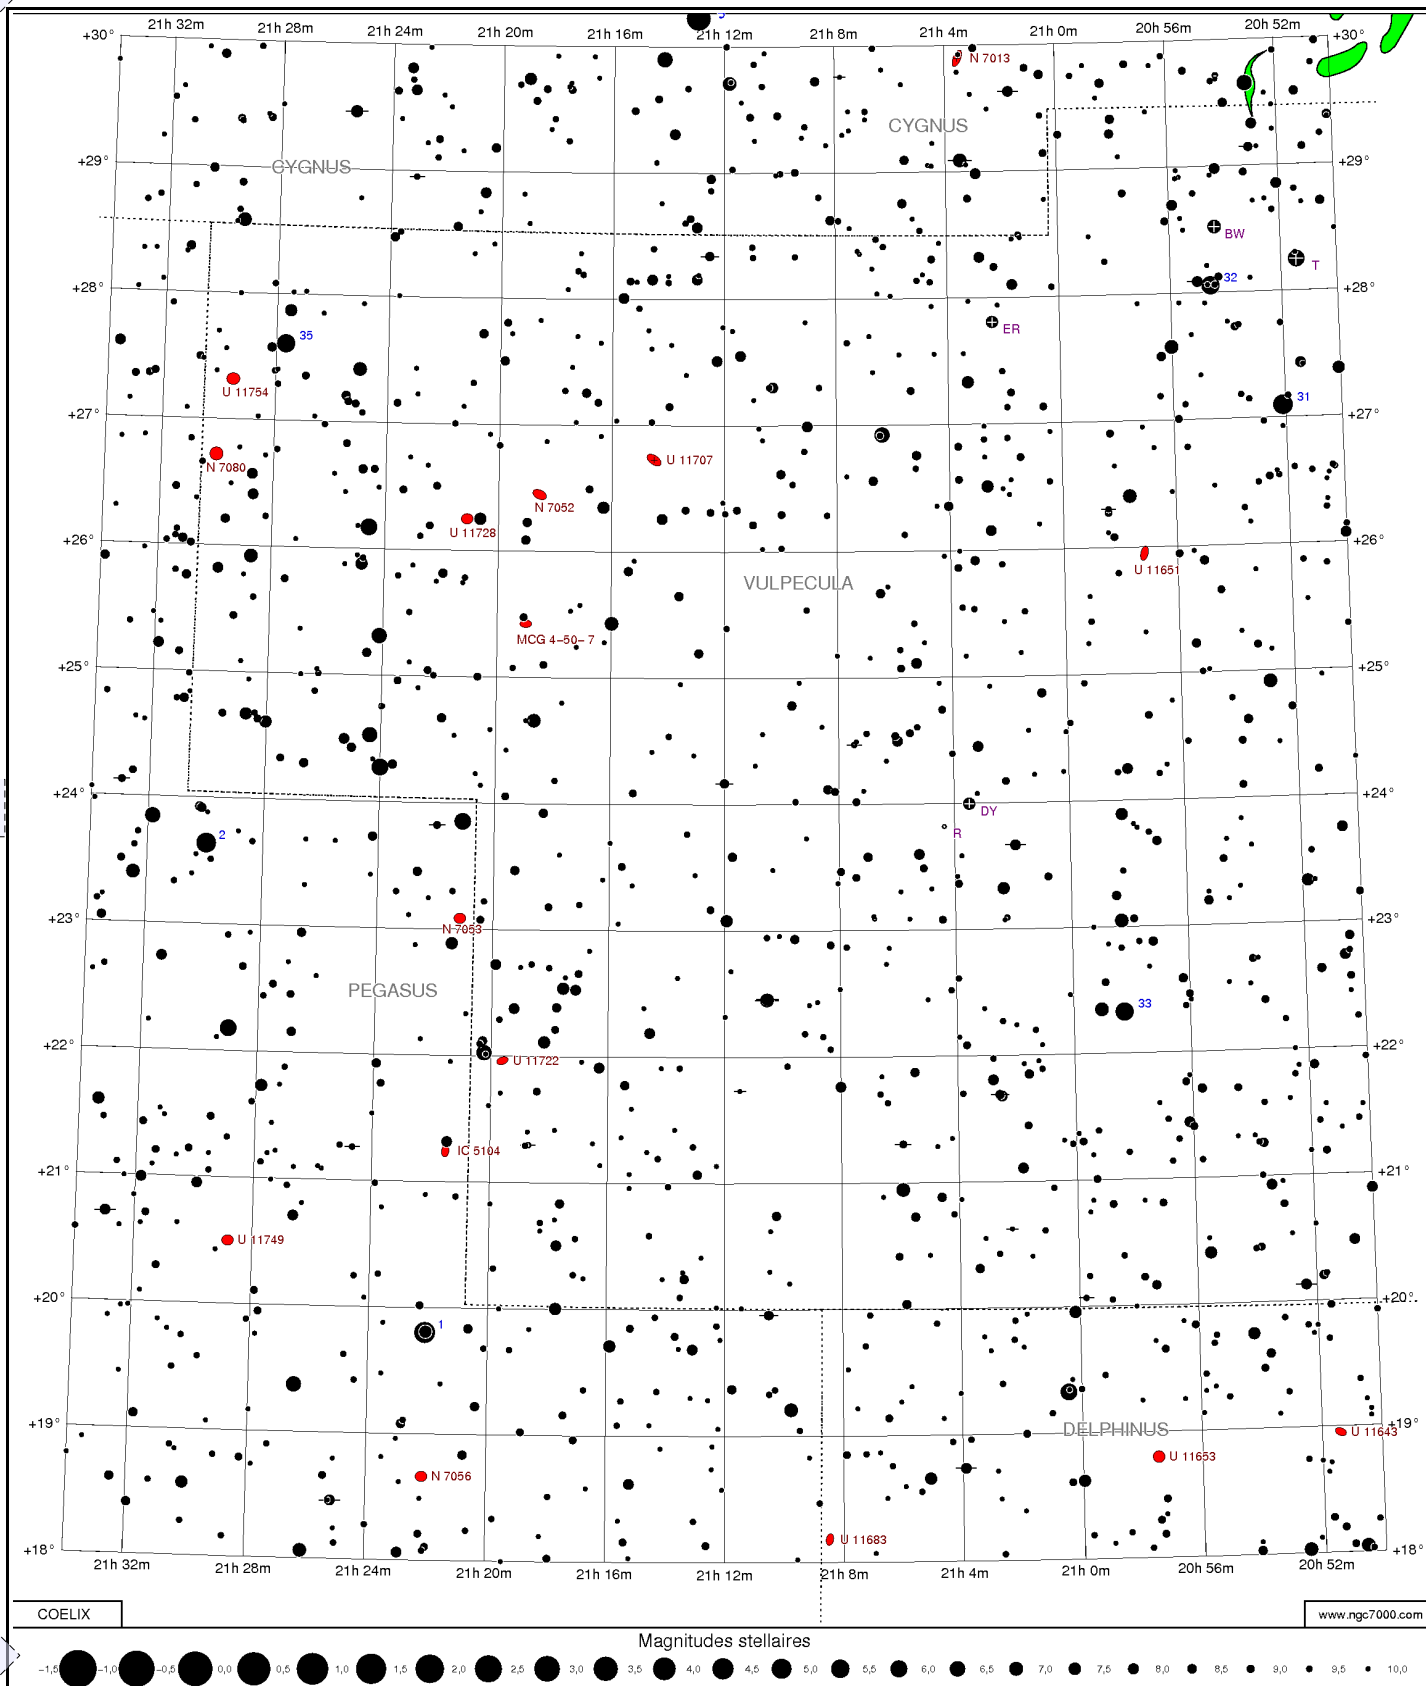 21h 32m 21h 28m 21h 24m 21h 20m 21h 16m 21h 12m 21h 8m 21h 4m 21h 0m 20h 56m 20h 52m
+30° +30°
N 7013
CYGNUS
CYGNUS
+29° +29°
BW
T
32
+28° +28°
ER
35
U 11754
31
+27° +27°
N 7080
U 11707
N 7052
U 11728
+26° +26°
U 11651
VULPECULA
MCG 4-50-7
+25° +25°
+24° +24°
DY
R
2
+23° +23°
N 7053
PEGASUS
33
+22° +22°
U 11722
IC 5104
+21° +21°
U 11749
+20° +20°
1
+19° +19°
DELPHINUS
U 11643
U 11653
N 7056
U 11683
+18° +18°
21h 32m 21h 28m 21h 24m 21h 20m 21h 16m 21h 12m 21h 8m 21h 4m 21h 0m 20h 56m 20h 52m
COELIX www.ngc7000.com
Magnitudes stellaires
-1,5 -1,0 -0,5 0,0 0,5 1,0 1,5 2,0 2,5 3,0 3,5 4,0 4,5 5,0 5,5 6,0 6,5 7,0 7,5 8,0 8,5 9,0 9,5 10,0